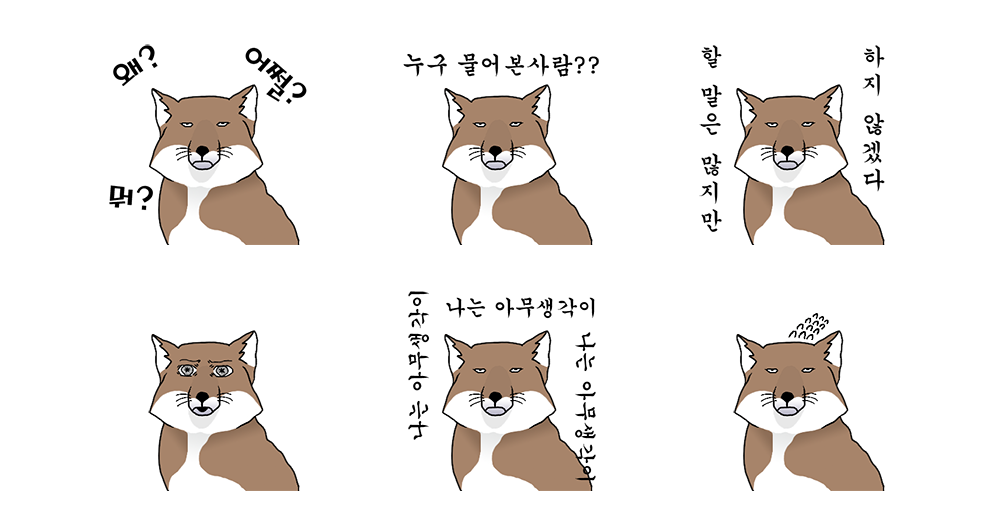 왜?
어쩔?
뭐?
누구 물어본사람??
할 말은 많지만
하지 않겠다
나는 아무생각이
나는 아무생각이
나는 아무생각이